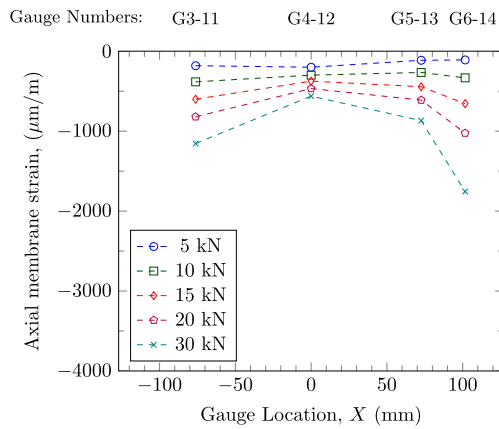 Gauge Numbers: G3-11 G4-12 G5-13 G6-14
0
−1000
−2000
−3000
−4000
Axial membrane strain, (μm/m)
5 kN
10 kN
15 kN
20 kN
30 kN
−100 −50 0 50 100
Gauge Location, X (mm)